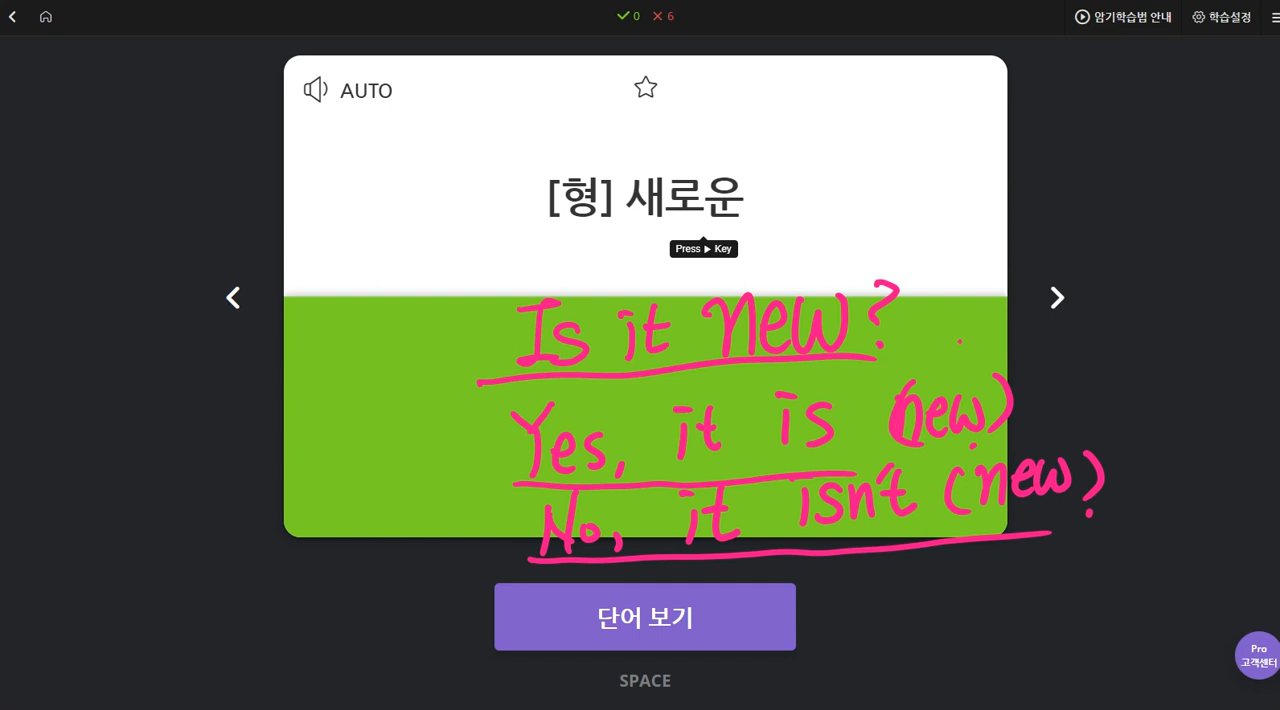 0 6 암기학습법 안내 학습설정
AUTO
[형] 새로운
Press ▶ Key
Is it new?
Yes, it is (new)
No, it isn't (new).
단어 보기
SPACE
Pro
고객센터